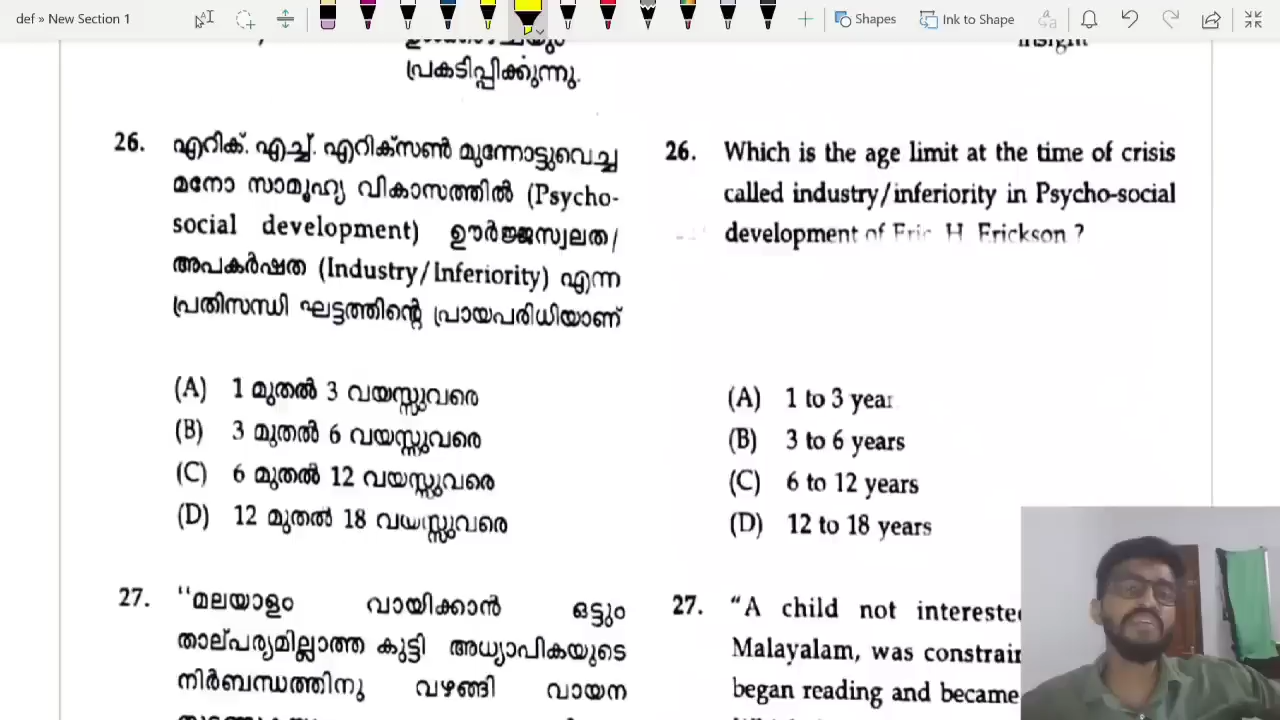 def » New Section 1
Shapes
Ink to Shape
insight
പ്രകടിപ്പിക്കുന്നു.
26. എറിക്. എച്ച്. എറിക്സൺ മുന്നോട്ടുവെച്ച
മനോ സാമൂഹ്യ വികാസത്തിൽ (Psycho-
social development) ഊർജ്ജസ്വലത/
അപകർഷത (Industry/Inferiority) എന്ന
പ്രതിസന്ധി ഘട്ടത്തിന്റെ പ്രായപരിധിയാണ്
(A) 1 മുതൽ 3 വയസ്സുവരെ
(B) 3 മുതൽ 6 വയസ്സുവരെ
(C) 6 മുതൽ 12 വയസ്സുവരെ
(D) 12 മുതൽ 18 വയസ്സുവരെ
27. “മലയാളം വായിക്കാൻ ഒട്ടും
താല്പര്യമില്ലാത്ത കുട്ടി അധ്യാപികയുടെ
നിർബന്ധത്തിനു വഴങ്ങി വായന
26. Which is the age limit at the time of crisis
called industry/inferiority in Psycho-social
development of Eric H Erickson ?
(A) 1 to 3 year
(B) 3 to 6 years
(C) 6 to 12 years
(D) 12 to 18 years
27. “A child not intereste
Malayalam, was constrain
began reading and became